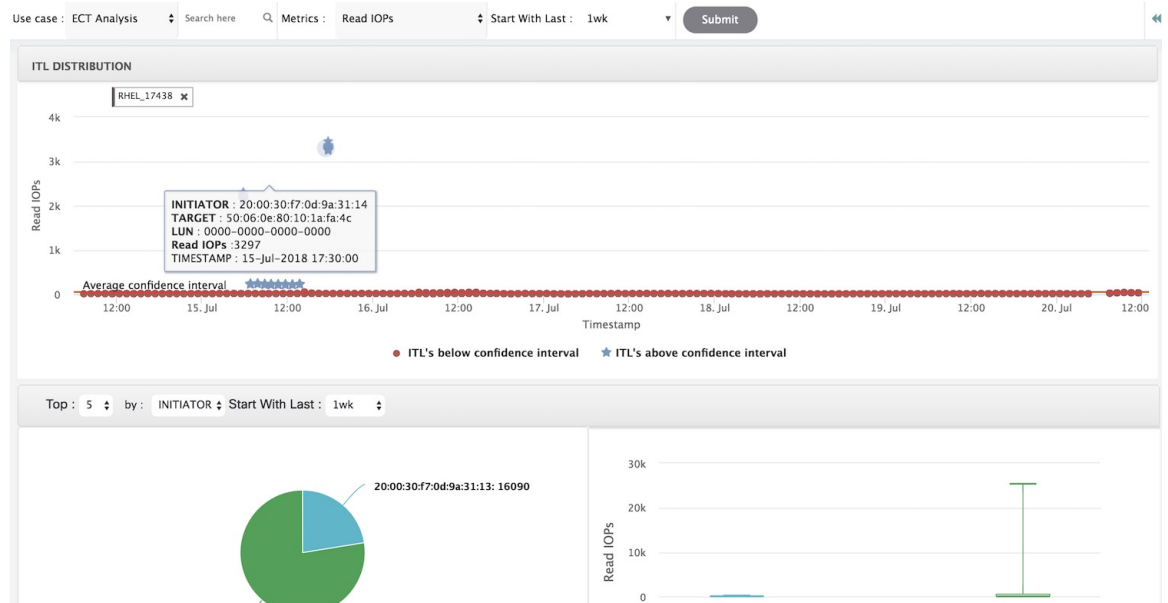 Use case : ECT Analysis Search here Metrics : Read IOPs Start With Last : 1wk Submit
ITL DISTRIBUTION
RHEL_17438 ✖
4k
3k
2k
1k
0
Read IOPs
INITIATOR : 20:00:30:f7:0d:9a:31:14
TARGET : 50:06:0e:80:10:1a:fa:4c
LUN : 0000-0000-0000-0000
Read IOPs :3297
TIMESTAMP : 15-Jul-2018 17:30:00
Average confidence interval
12:00 15. Jul 12:00 16. Jul 12:00 17. Jul 12:00 18. Jul 12:00 19. Jul 12:00 20. Jul 12:00
Timestamp
ITL's below confidence interval ITL's above confidence interval
Top : 5 by : INITIATOR Start With Last : 1wk
20:00:30:f7:0d:9a:31:13: 16090
30k
20k
10k
0
Read IOPs